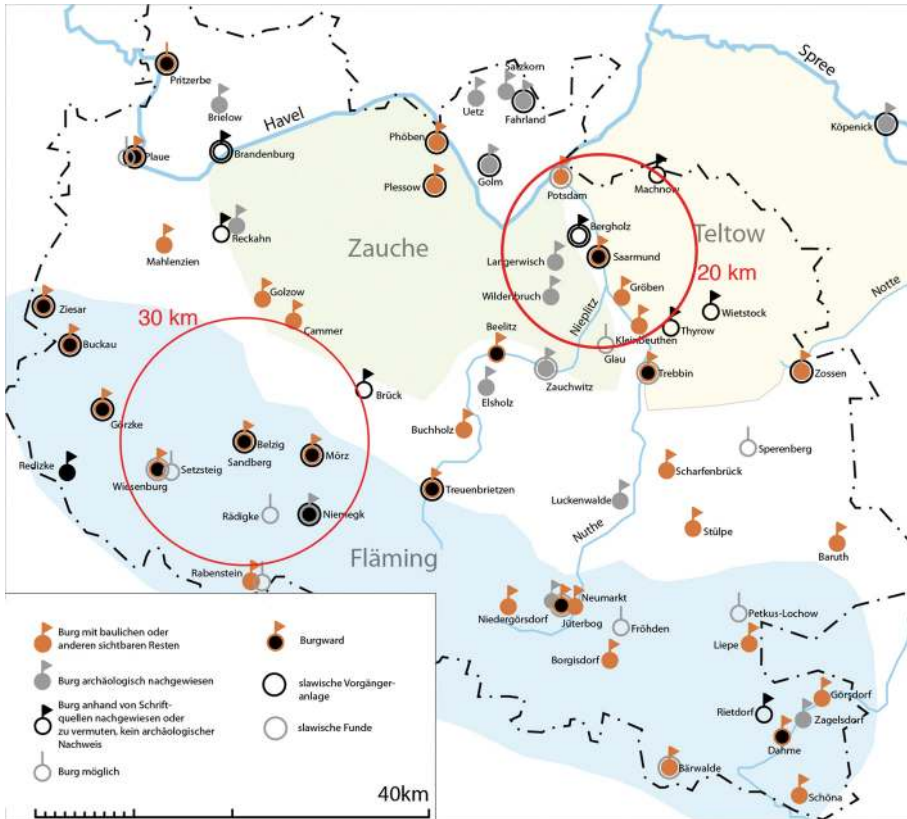 Spree
Satzkorn
Pritzerbe
Uetz
Fahrland
Brielow
Havel
Köpenick
Phöben
Plaue
Brandenburg
Golm
Machnow
Plessow
Potsdam
Bergholz
Teltow
Reckahn
Zauche
Mahlenzien
Langerwisch
Saarmund
20 km
Notte
Golzow
Wildenbruch
Gröben
Ziesar
30 km
Nieplitz
Wietstock
Cammer
Kleinbeuthen
Thyrow
Buckau
Beelitz
Glau
Zauchwitz
Trebbin
Zossen
Brück
Elsholz
Görzke
Buchholz
Belzig
Sandberg
Mörz
Sperenberg
Redizke
Wiesenburg
Setzsteig
Scharfenbrück
Treuenbrietzen
Luckenwalde
Rädigke
Niemegk
Nuthe
Stülpe
Baruth
Fläming
Rabenstein
Neumarkt
Niedergörsdorf
Jüterbog
Petkus-Lochow
Fröhden
Liepe
Borgisdorf
Görsdorf
Rietdorf
Zagelsdorf
Dahme
Bärwalde
Schöna
Burg mit baulichen oder
anderen sichtbaren Resten
Burg archäologisch nachgewiesen
Burg anhand von Schrift-
quellen nachgewiesen oder
zu vermuten, kein archäologischer
Nachweis
Burg möglich
Burgward
slawische Vorgänger-
anlage
slawische Funde
40km